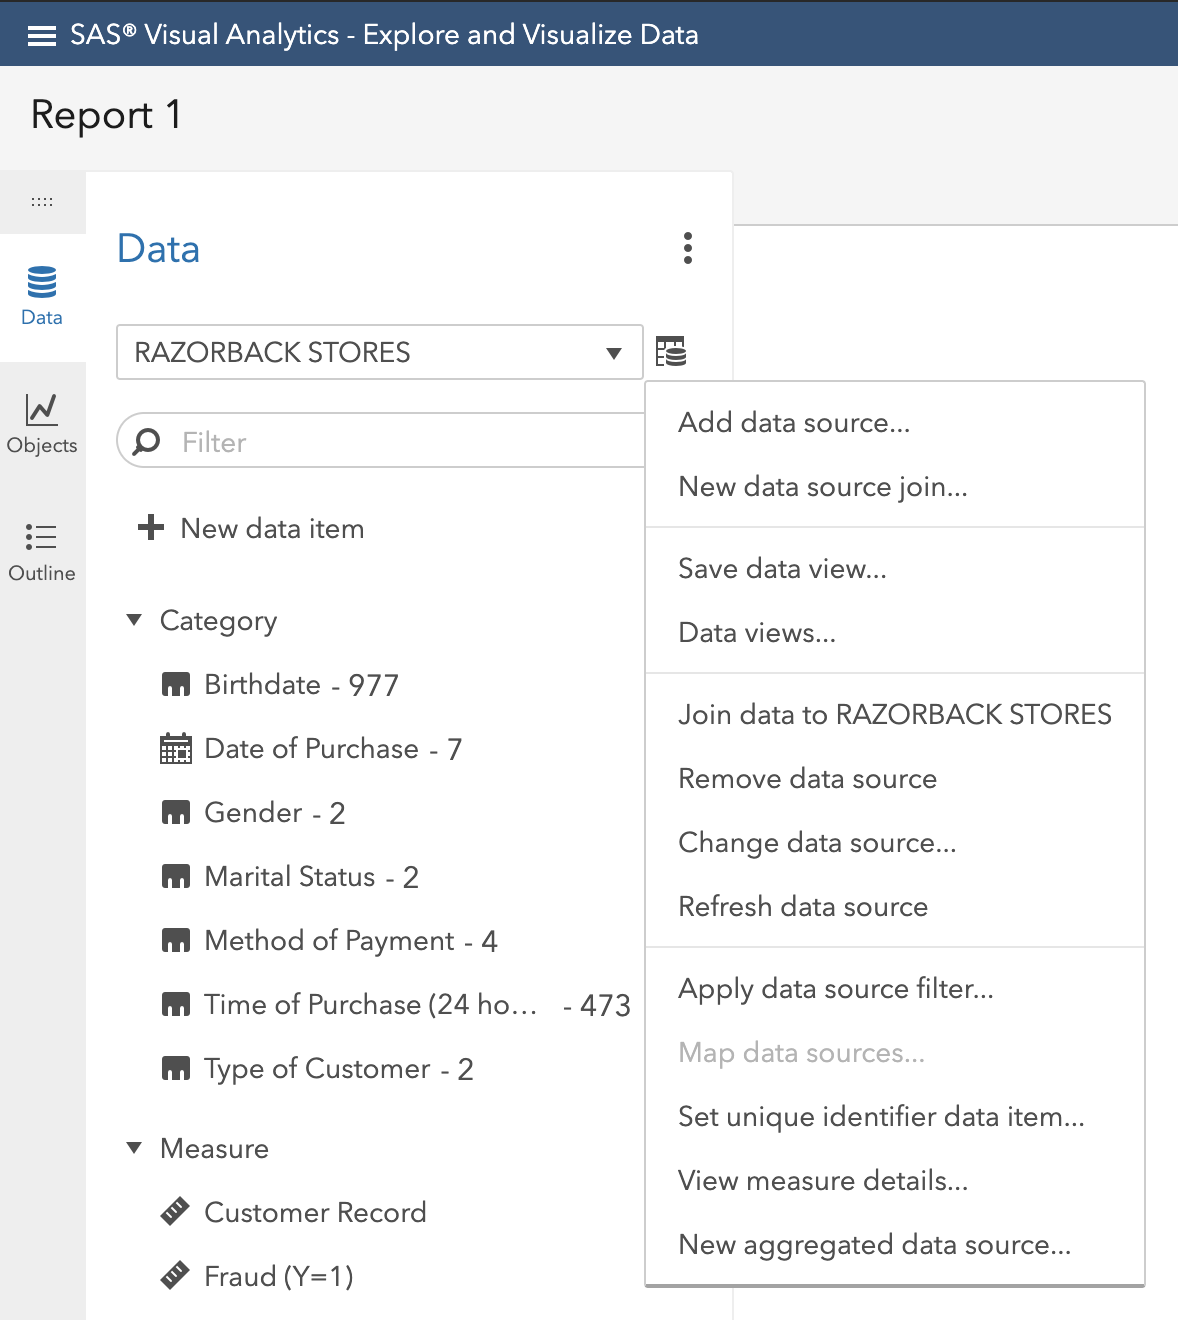 SAS® Visual Analytics - Explore and Visualize Data
Report 1
Data
Data
RAZORBACK STORES
Objects
Filter
Outline
New data item
Category
Birthdate - 977
Date of Purchase - 7
Gender - 2
Marital Status - 2
Method of Payment - 4
Time of Purchase (24 ho... - 473
Type of Customer - 2
Measure
Customer Record
Fraud (Y=1)
Add data source...
New data source join...
Save data view...
Data views...
Join data to RAZORBACK STORES
Remove data source
Change data source...
Refresh data source
Apply data source filter...
Map data sources...
Set unique identifier data item...
View measure details...
New aggregated data source...